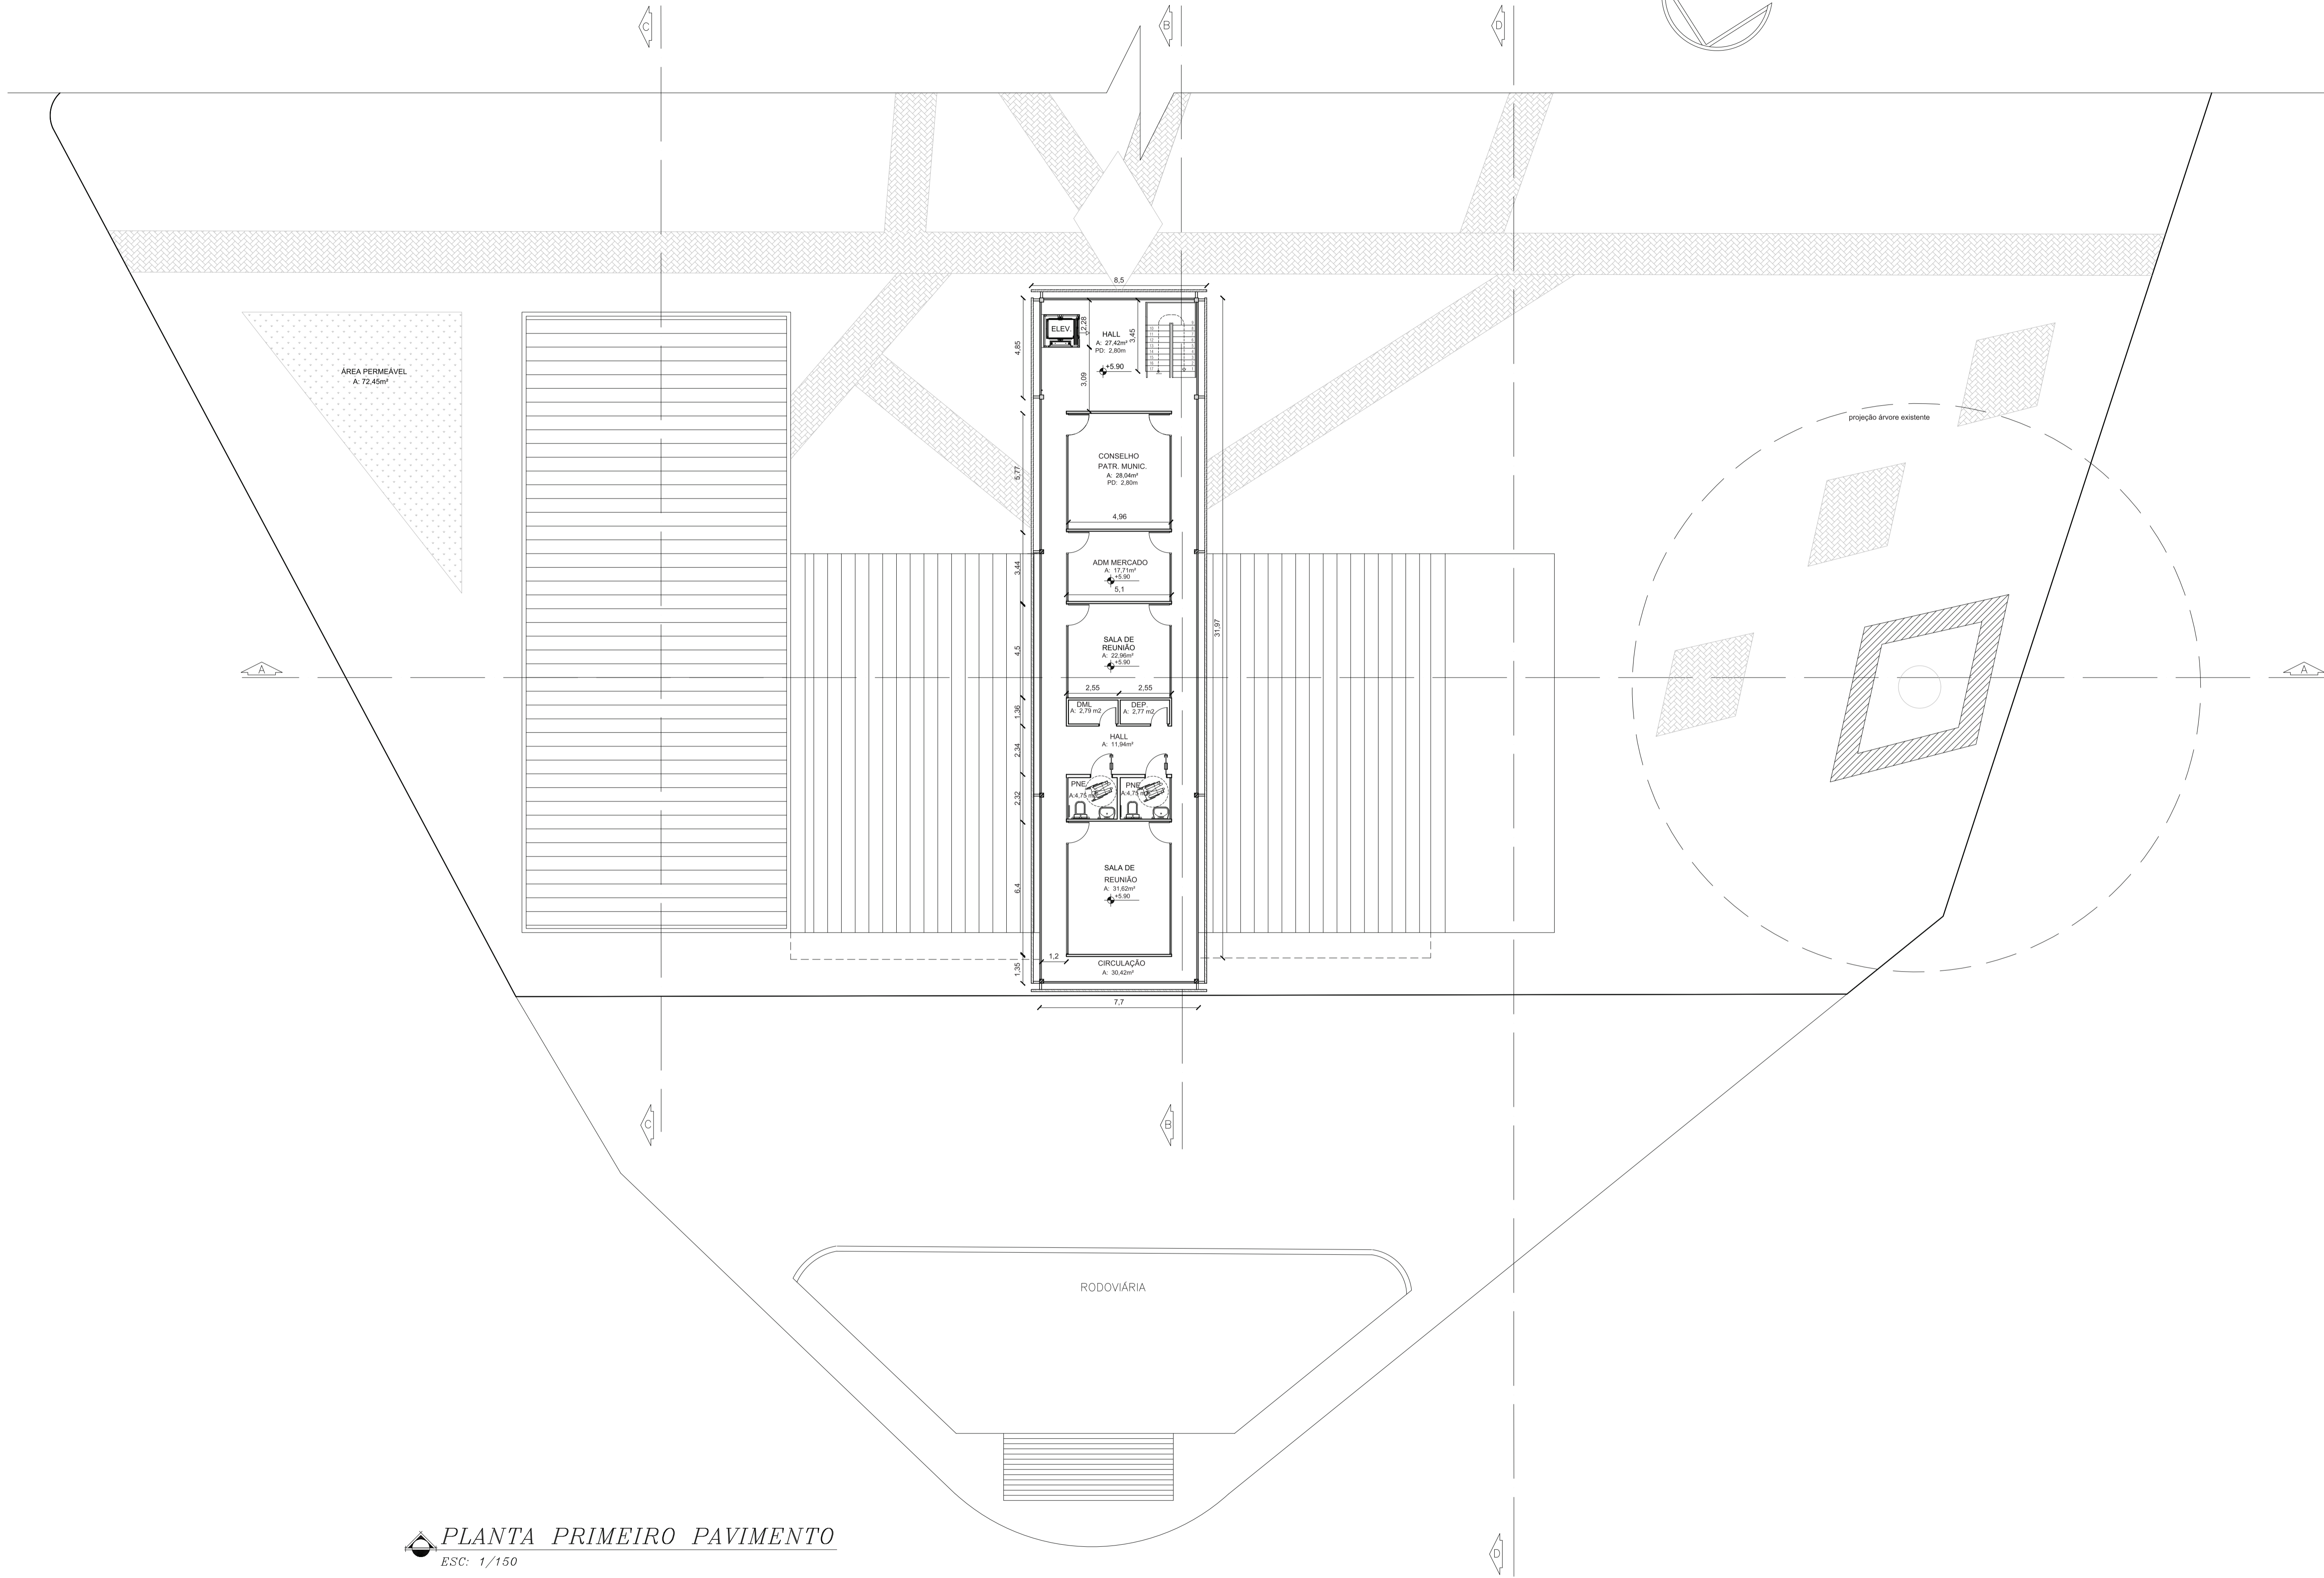 C
B
D
8,5
ELEV.
2,28
HALL
A: 27,42m²
PD: 2,80m
+5.90
3,45
4,85
3,09
ÁREA PERMEÁVEL
A: 72,45m²
projeção árvore existente
CONSELHO
PATR. MUNIC.
A: 28,04m²
PD: 2,80m
5,77
4,96
ADM MERCADO
A: 17,71m²
+5.90
3,44
5,1
31,97
SALA DE
REUNIÃO
A: 22,96m²
+5.90
4,5
A
A
2,55
2,55
DML
A: 2,79 m2
DEP.
A: 2,77 m2
1,36
HALL
A: 11,94m²
2,34
PNE
A:4,75 m
PNE
A:4,75 m
2,32
SALA DE
REUNIÃO
A: 31,62m²
+5.90
6,4
1,2
CIRCULAÇÃO
A: 30,42m²
1,35
7,7
C
B
RODOVIÁRIA
PLANTA PRIMEIRO PAVIMENTO
ESC: 1/150
D